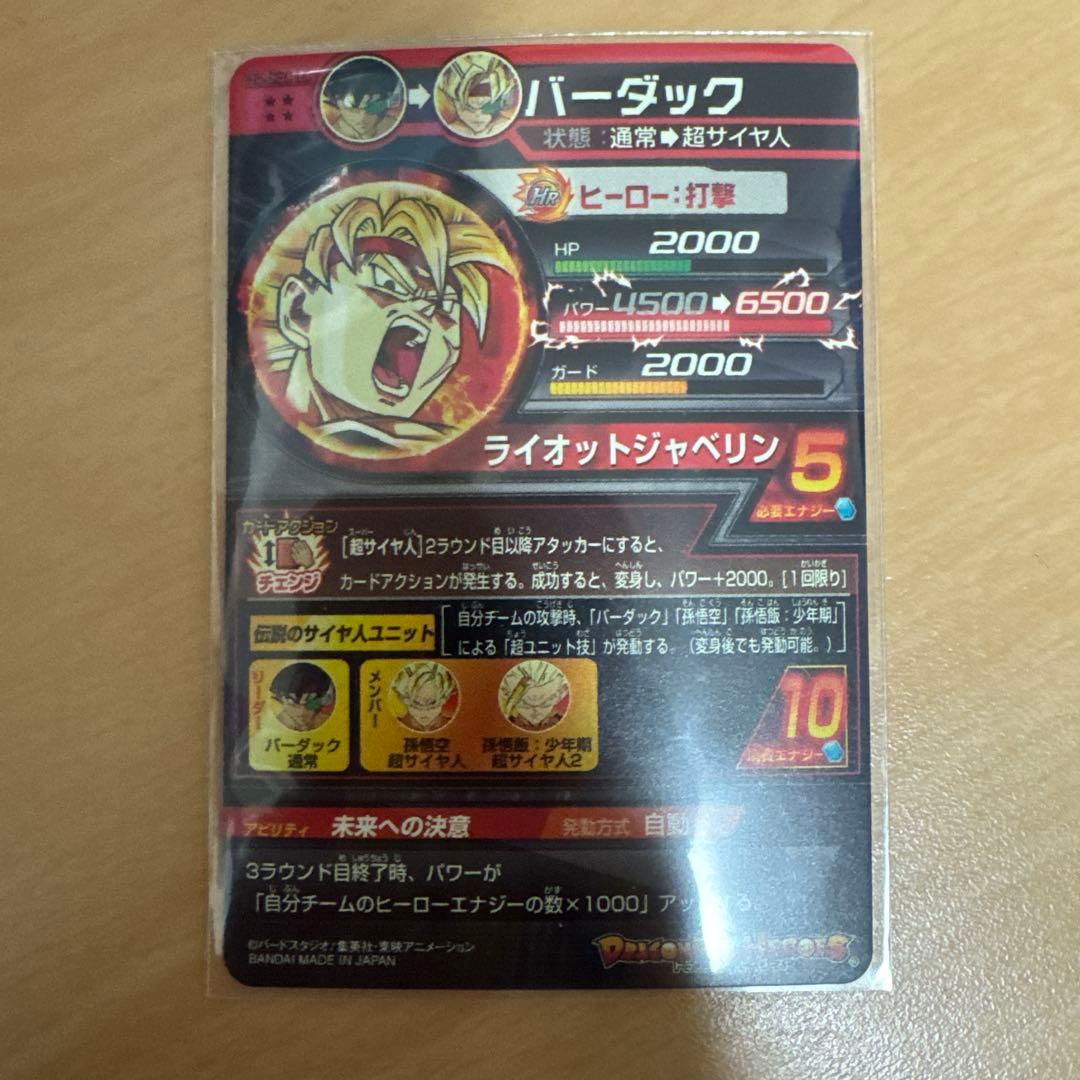 バーダック
状態:通常➡超サイヤ人
HR ヒーロー:打撃
HP 2000
パワー 4500➡6500
ガード 2000
ライオットジャベリン 5
必要エナジー
カードアクション
チェンジ
[超サイヤ人]2ラウンド目以降アタッカーにすると、
カードアクションが発生する。成功すると、変身し、パワー+2000。[1回限り]
伝説のサイヤ人ユニット
自分チームの攻撃時、「バーダック」「孫悟空」「孫悟飯:少年期」
による「超ユニット技」が発動する。(変身後でも発動可能。)
リーダー
バーダック
通常
メンバー
孫悟空
超サイヤ人
孫悟飯:少年期
超サイヤ人2
10
消費エナジー
アビリティ 未来への決意 発動方式 自動
3ラウンド目終了時、パワーが
「自分チームのヒーローエナジーの数×1000」アップする
©バードスタジオ/集英社・東映アニメーション
BANDAI MADE IN JAPAN